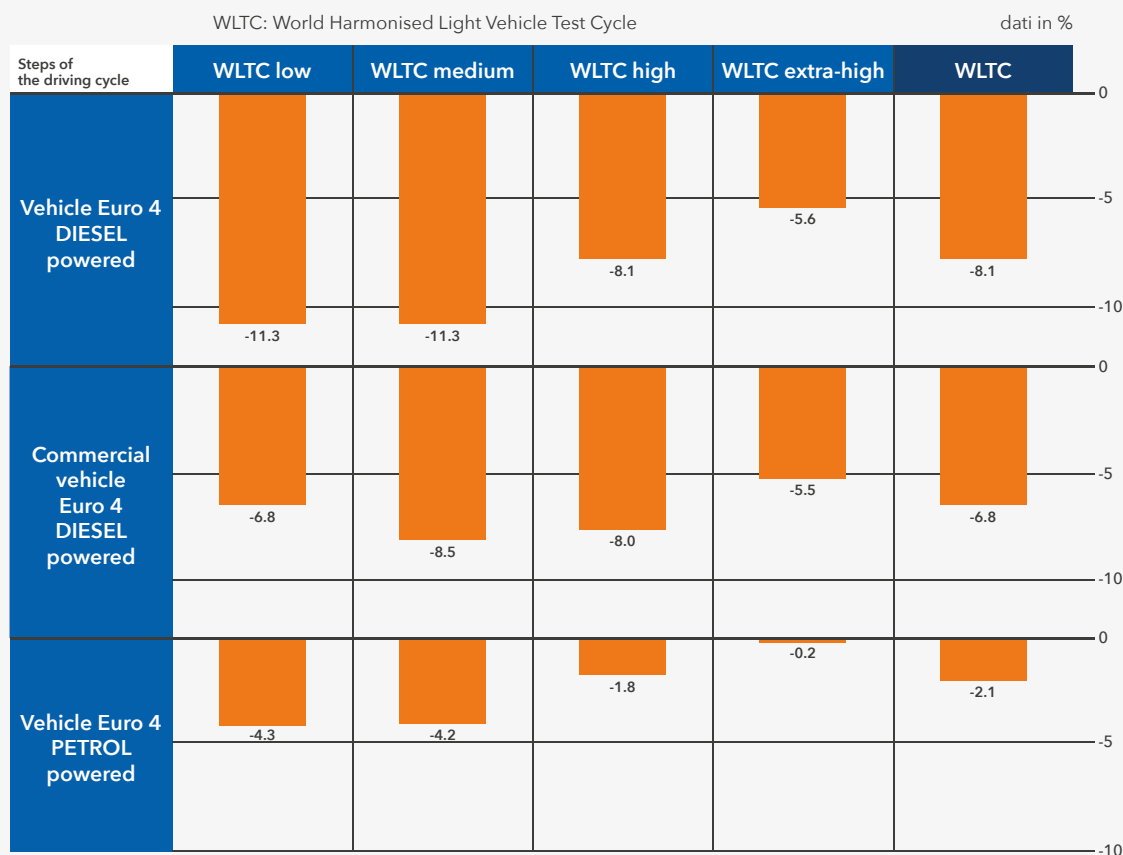 WLTC: World Harmonised Light Vehicle Test Cycle
dati in %
Steps of
the driving cycle
WLTC low
WLTC medium
WLTC high
WLTC extra-high
WLTC
0
Vehicle Euro 4
DIESEL
powered
-5
-5.6
-8.1
-8.1
-10
-11.3
-11.3
0
Commercial
vehicle
Euro 4
DIESEL
powered
-5
-5.5
-6.8
-6.8
-8.5
-8.0
-10
0
Vehicle Euro 4
PETROL
powered
-0.2
-1.8
-2.1
-4.3
-4.2
-5
-10